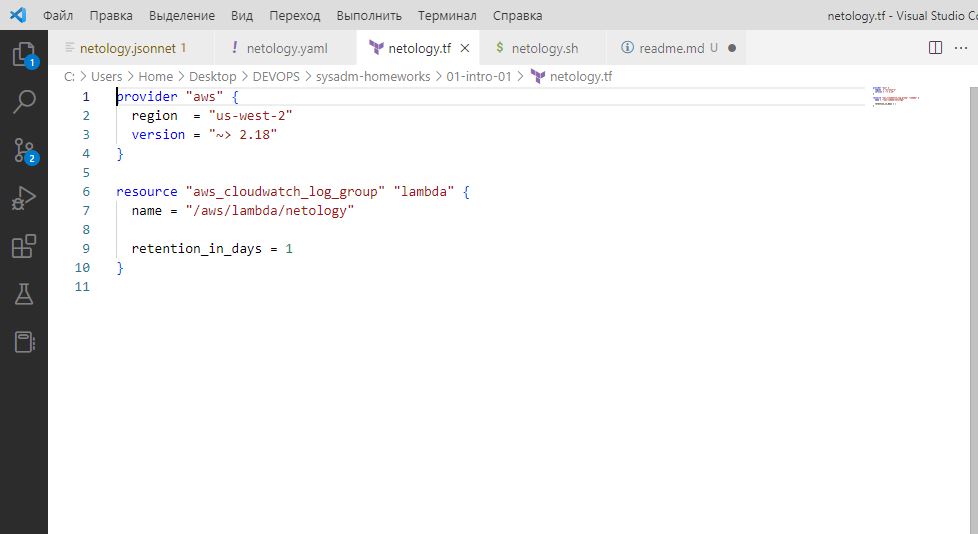 Файл Правка Выделение Вид Переход Выполнить Терминал Справка netology.tf - Visual Studio Co
netology.jsonnet 1 ! netology.yaml netology.tf × $ netology.sh readme.md U ●
C: > Users > Home > Desktop > DEVOPS > sysadm-homeworks > 01-intro-01 > netology.tf
1
2
1 provider "aws" {
2 region  = "us-west-2"
3 version = "~> 2.18"
4 }
5
6 resource "aws_cloudwatch_log_group" "lambda" {
7 name = "/aws/lambda/netology"
8
9 retention_in_days = 1
10 }
11